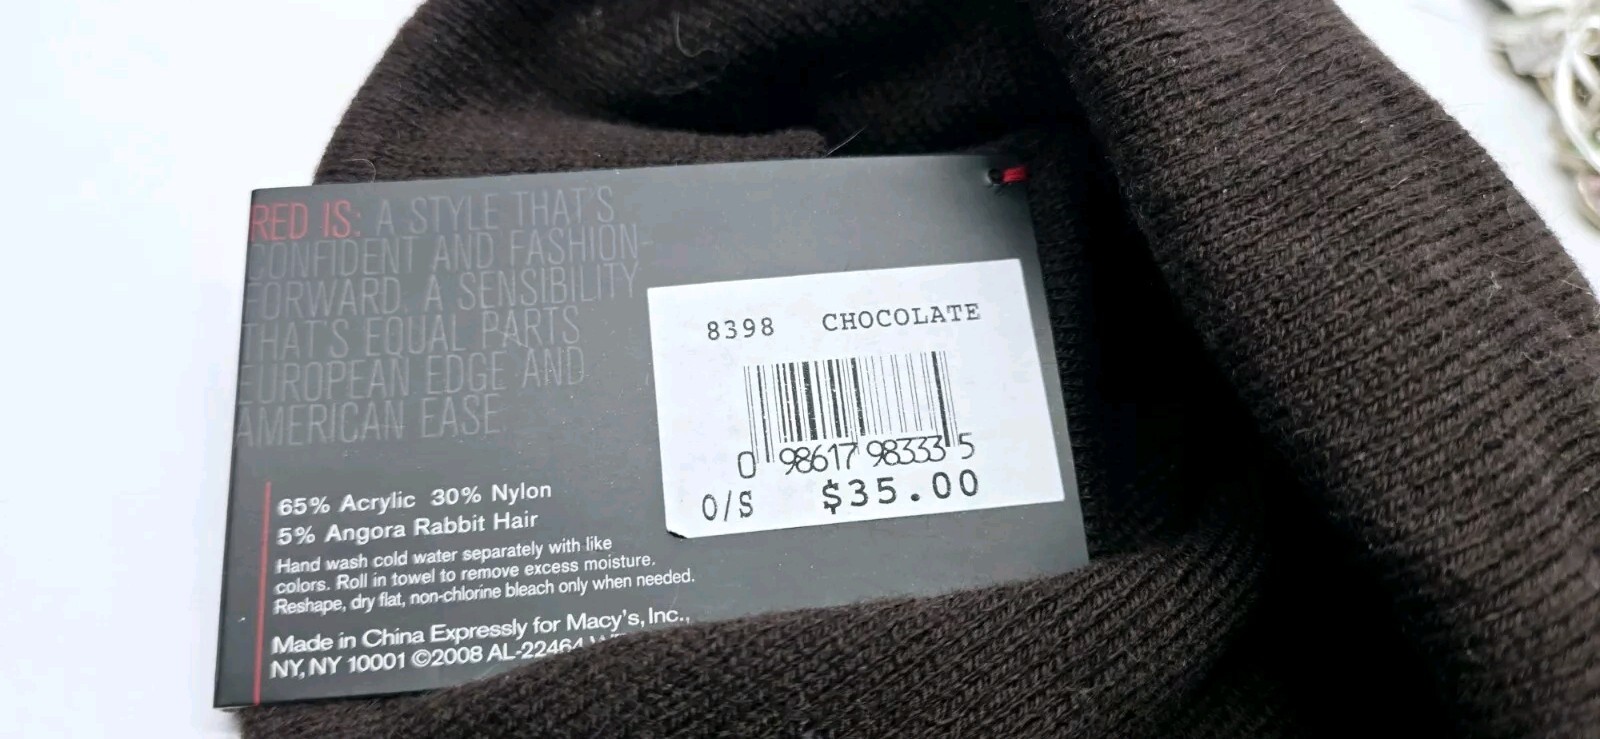 RED IS: A STYLE THAT'S
CONFIDENT AND FASHION-
FORWARD. A SENSIBILITY
THAT'S EQUAL PARTS
EUROPEAN EDGE AND
AMERICAN EASE
8398 CHOCOLATE
0 98617 98333 5
O/S $35.00
65% Acrylic 30% Nylon
5% Angora Rabbit Hair
Hand wash cold water separately with like
colors. Roll in towel to remove excess moisture.
Reshape, dry flat, non-chlorine bleach only when needed.
Made in China Expressly for Macy's, Inc.,
NY, NY 10001 ©2008 AL-22464